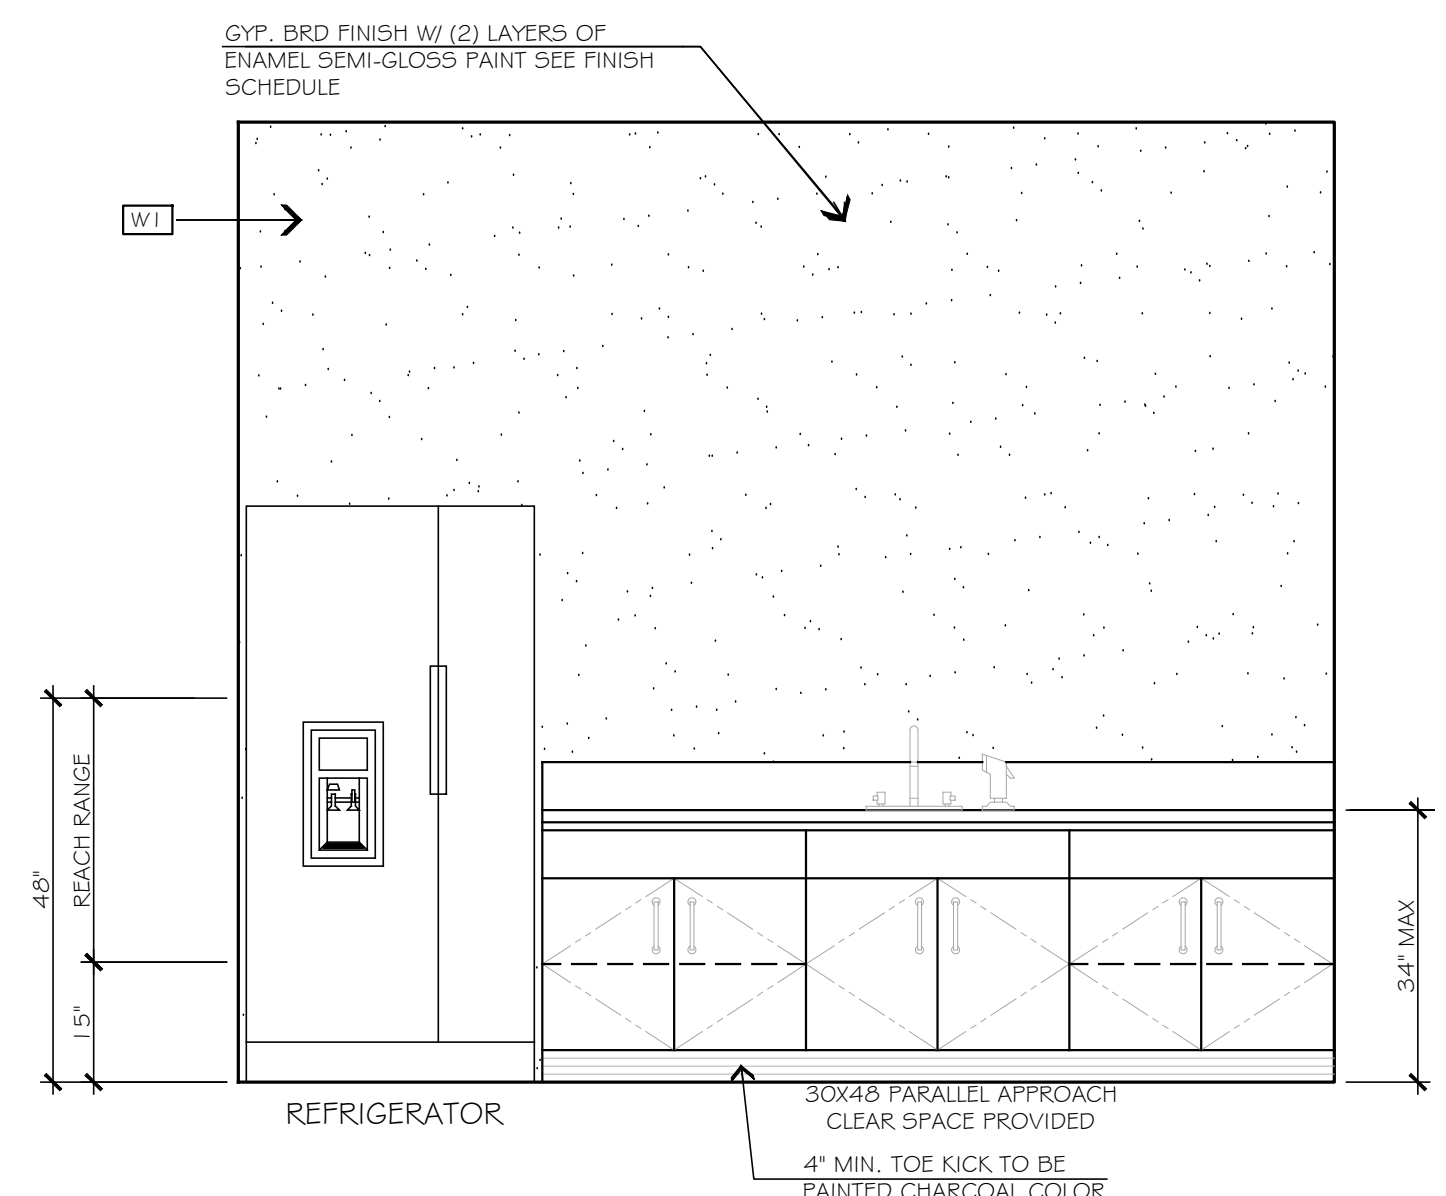 GYP. BRD FINISH W/ (2) LAYERS OF
ENAMEL SEMI-GLOSS PAINT SEE FINISH
SCHEDULE
W1
REACH RANGE
48"
15"
34" MAX
REFRIGERATOR
30X48 PARALLEL APPROACH
CLEAR SPACE PROVIDED
4" MIN. TOE KICK TO BE
PAINTED CHARCOAL COLOR